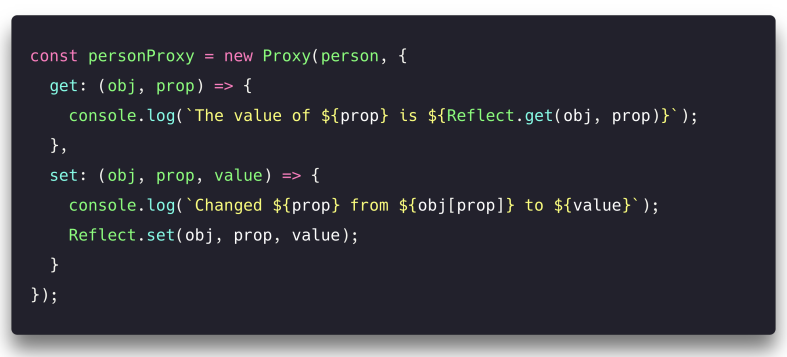 const personProxy = new Proxy(person, {
  get: (obj, prop) => {
    console.log(`The value of ${prop} is ${Reflect.get(obj, prop)}`);
  },
  set: (obj, prop, value) => {
    console.log(`Changed ${prop} from ${obj[prop]} to ${value}`);
    Reflect.set(obj, prop, value);
  }
});